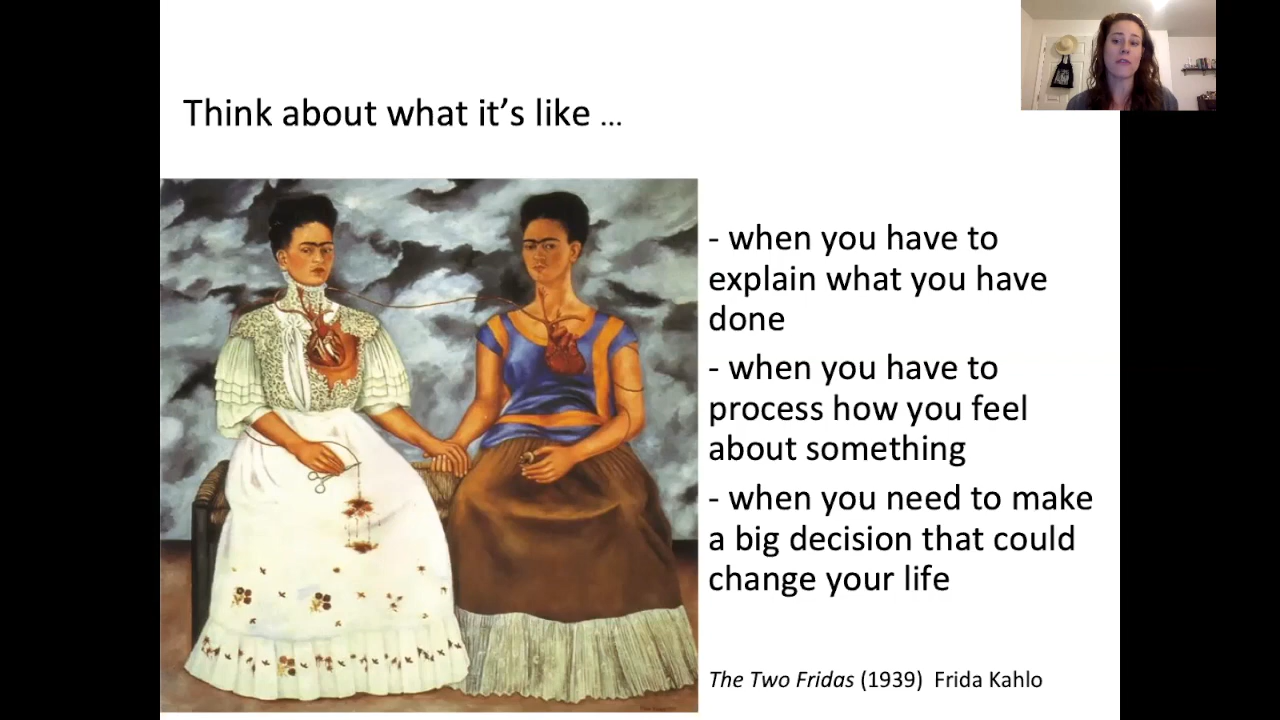 Think about what it's like ...
- when you have to
explain what you have
done
- when you have to
process how you feel
about something
- when you need to make
a big decision that could
change your life
The Two Fridas (1939)  Frida Kahlo